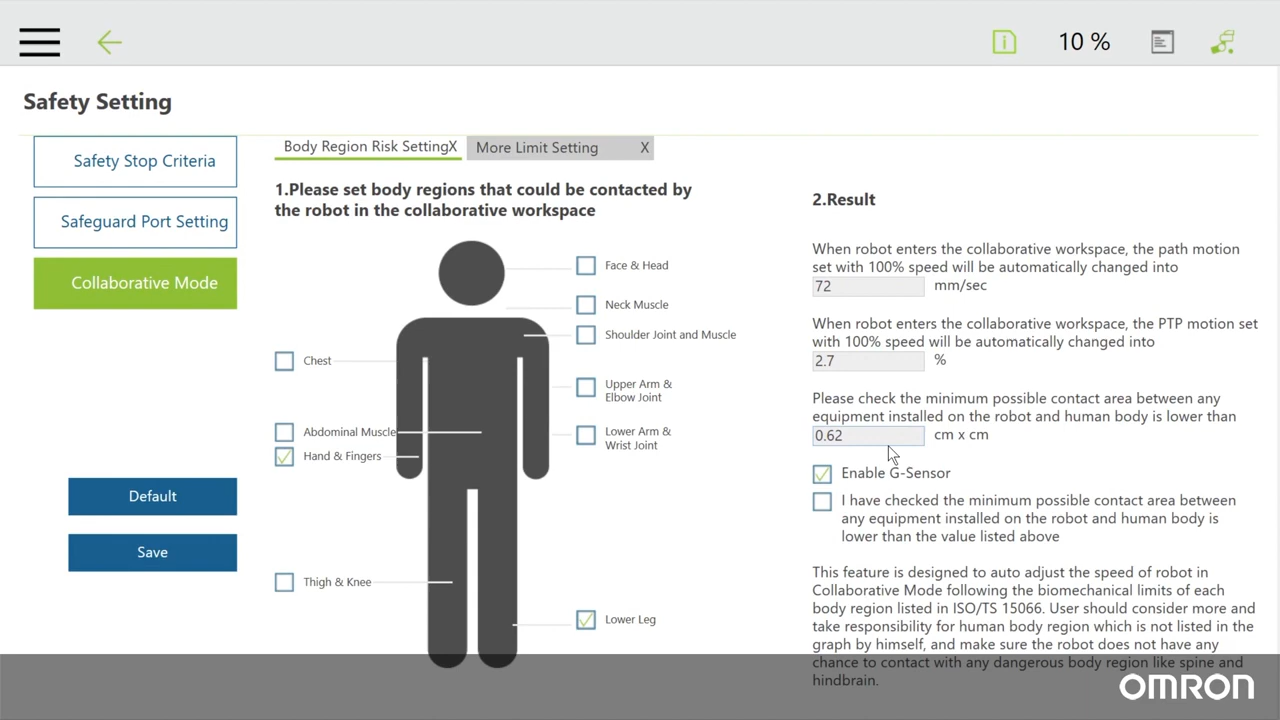 10 %
Safety Setting
Safety Stop Criteria
Safeguard Port Setting
Collaborative Mode
Default
Save
Body Region Risk SettingX
More Limit Setting X
1.Please set body regions that could be contacted by
the robot in the collaborative workspace
Face & Head
Neck Muscle
Shoulder Joint and Muscle
Chest
Upper Arm &
Elbow Joint
Abdominal Muscle
Lower Arm &
Wrist Joint
Hand & Fingers
Thigh & Knee
Lower Leg
2.Result
When robot enters the collaborative workspace, the path motion
set with 100% speed will be automatically changed into
72 mm/sec
When robot enters the collaborative workspace, the PTP motion set
with 100% speed will be automatically changed into
2.7 %
Please check the minimum possible contact area between any
equipment installed on the robot and human body is lower than
0.62 cm x cm
Enable G-Sensor
I have checked the minimum possible contact area between
any equipment installed on the robot and human body is
lower than the value listed above
This feature is designed to auto adjust the speed of robot in
Collaborative Mode following the biomechanical limits of each
body region listed in ISO/TS 15066. User should consider more and
take responsibility for human body region which is not listed in the
graph by himself, and make sure the robot does not have any
chance to contact with any dangerous body region like spine and
hindbrain.
OMRON